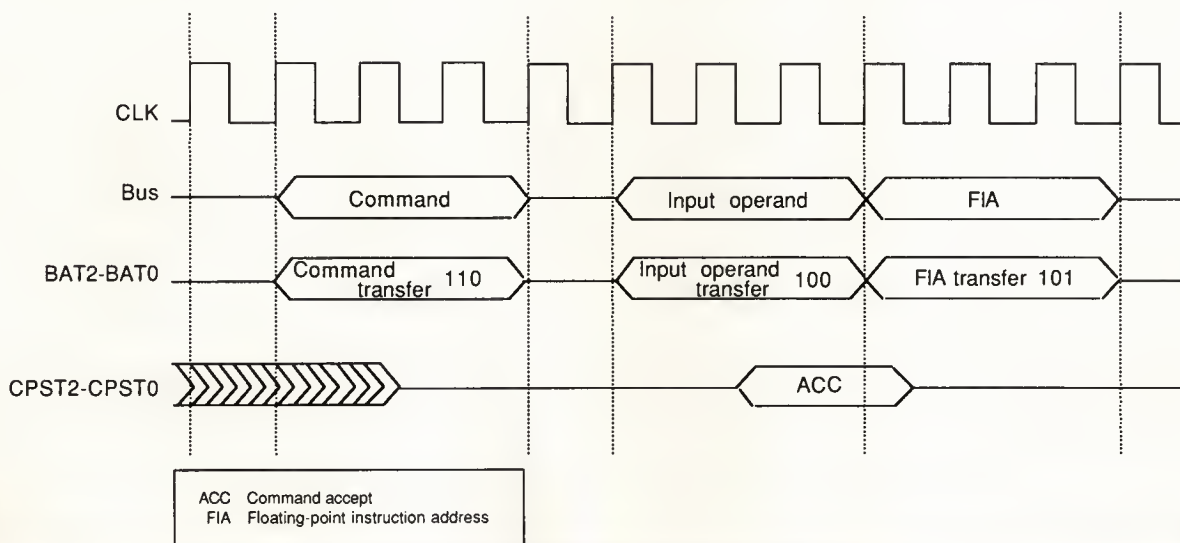 CLK
Bus
Command
Input operand
FIA
BAT2-BAT0
Command
transfer 110
Input operand
transfer 100
FIA transfer 101
CPST2-CPST0
ACC
ACC Command accept
FIA Floating-point instruction address